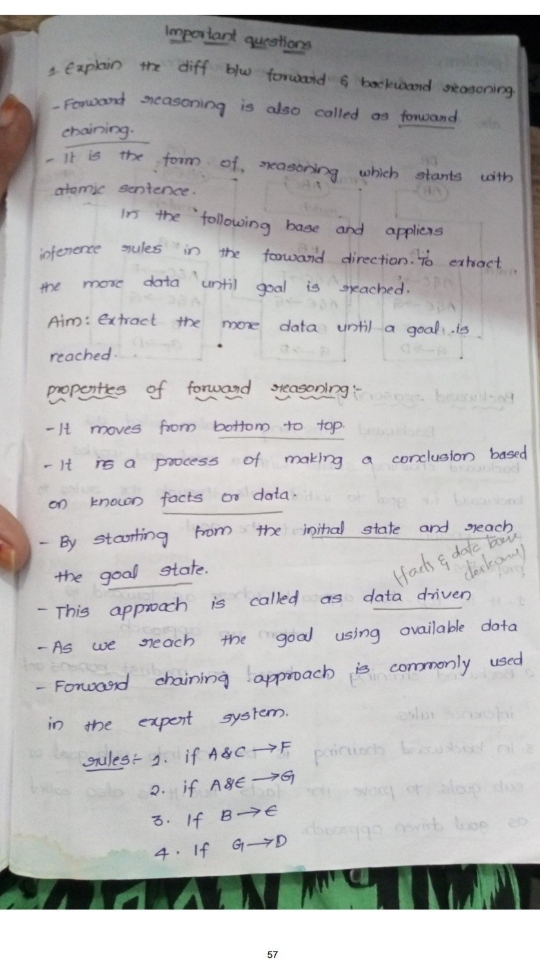 Important questions
1. Explain the diff b/w forward & backward reasoning
- Forward reasoning is also called as forward
chaining.
- It is the form of, reasoning which starts with
atomic sentence.
In the following base and appliers
inference rules in the forward direction. To extract
the more data until goal is reached.
Aim: Extract the more data until a goal is
reached.
properties of forward reasoning:-
- It moves from bottom to top.
- It is a process of making a conclusion based
on known facts or data.
- By starting from the initial state and reach
the goal state.
(facts & data base
- This approach is called as data driven
- As we reach the goal using available data
- Forward chaining approach is commonly used
in the expert system.
rules:- 1. if A&C→F
2. if A&E→G
3. If B→E
4. If G→D
57